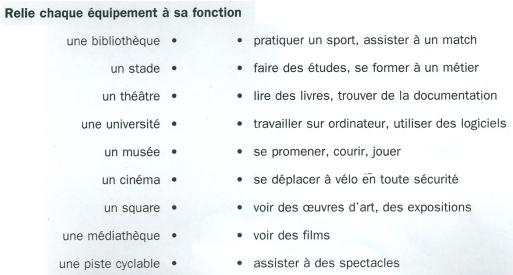 Relie chaque équipement à sa fonction
une bibliothèque • • pratiquer un sport, assister à un match
un stade • • faire des études, se former à un métier
un théâtre • • lire des livres, trouver de la documentation
une université • • travailler sur ordinateur, utiliser des logiciels
un musée • • se promener, courir, jouer
un cinéma • • se déplacer à vélo en toute sécurité
un square • • voir des œuvres d'art, des expositions
une médiathèque • • voir des films
une piste cyclable • • assister à des spectacles